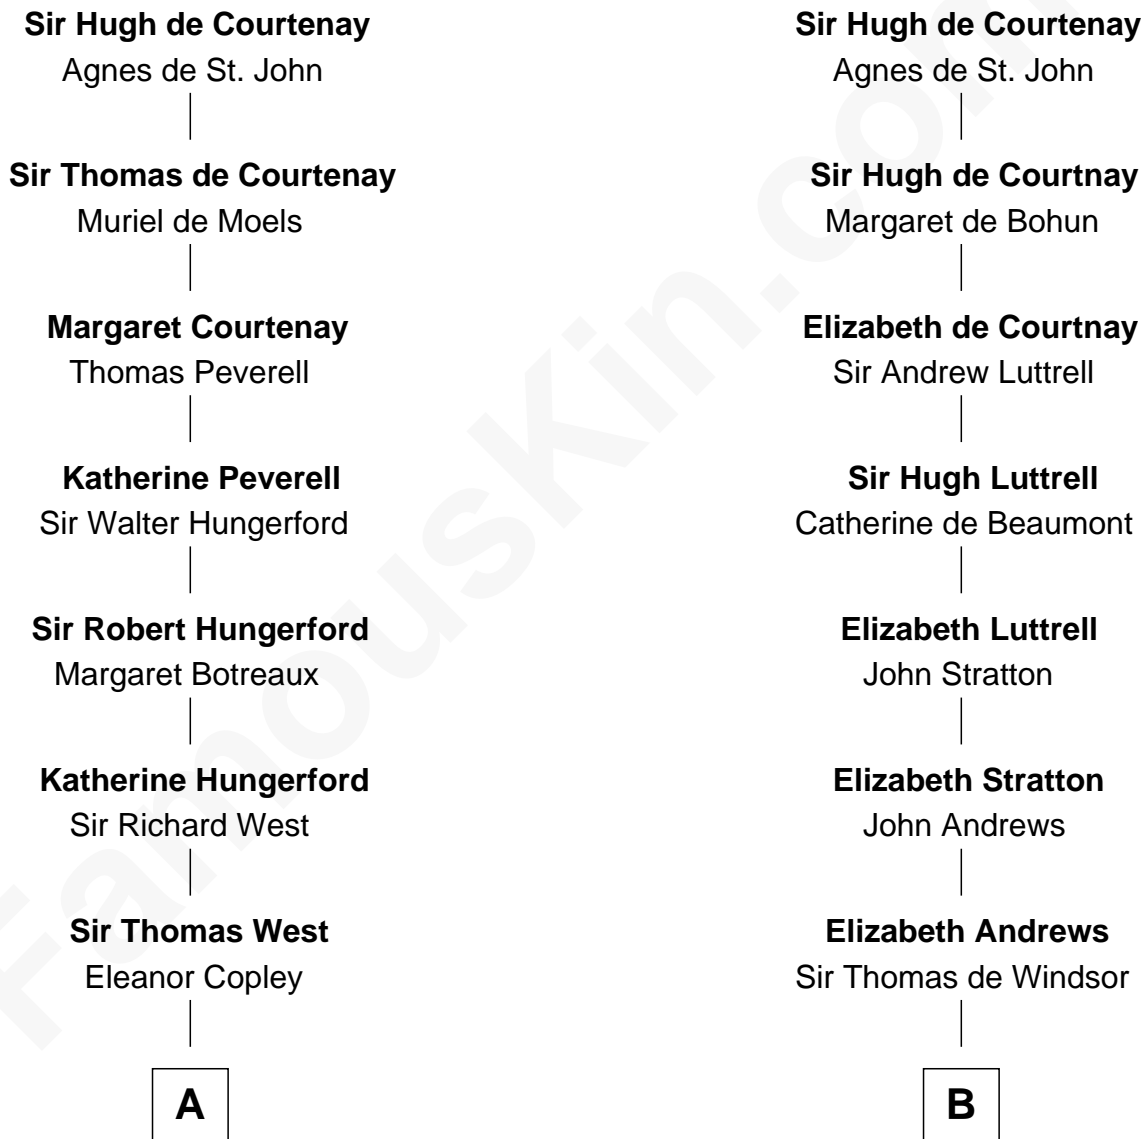 Sir Hugh de Courtenay
Agnes de St. John
Sir Thomas de Courtenay
Muriel de Moels
Margaret Courtenay
Thomas Peverell
Katherine Peverell
Sir Walter Hungerford
Sir Robert Hungerford
Margaret Botreaux
Katherine Hungerford
Sir Richard West
Sir Thomas West
Eleanor Copley
A
Sir Hugh de Courtenay
Agnes de St. John
Sir Hugh de Courtnay
Margaret de Bohun
Elizabeth de Courtnay
Sir Andrew Luttrell
Sir Hugh Luttrell
Catherine de Beaumont
Elizabeth Luttrell
John Stratton
Elizabeth Stratton
John Andrews
Elizabeth Andrews
Sir Thomas de Windsor
B
FamousKin.com